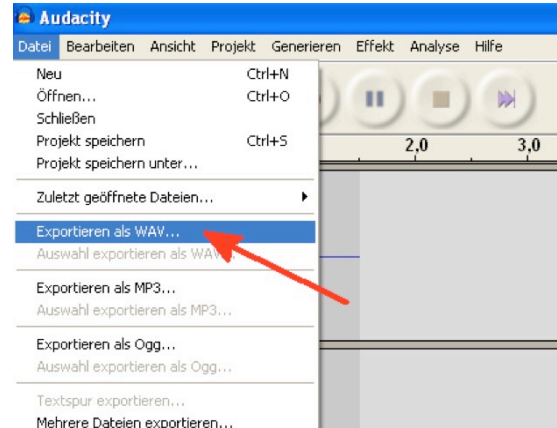 Audacity
Datei Bearbeiten Ansicht Projekt Generieren Effekt Analyse Hilfe
Neu Ctrl+N
Öffnen... Ctrl+O
Schließen
Projekt speichern Ctrl+S
Projekt speichern unter...
2,0 3,0
Zuletzt geöffnete Dateien...
Exportieren als WAV...
Auswahl exportieren als WAV...
Exportieren als MP3...
Auswahl exportieren als MP3...
Exportieren als Ogg...
Auswahl exportieren als Ogg...
Textspur exportieren...
Mehrere Dateien exportieren...